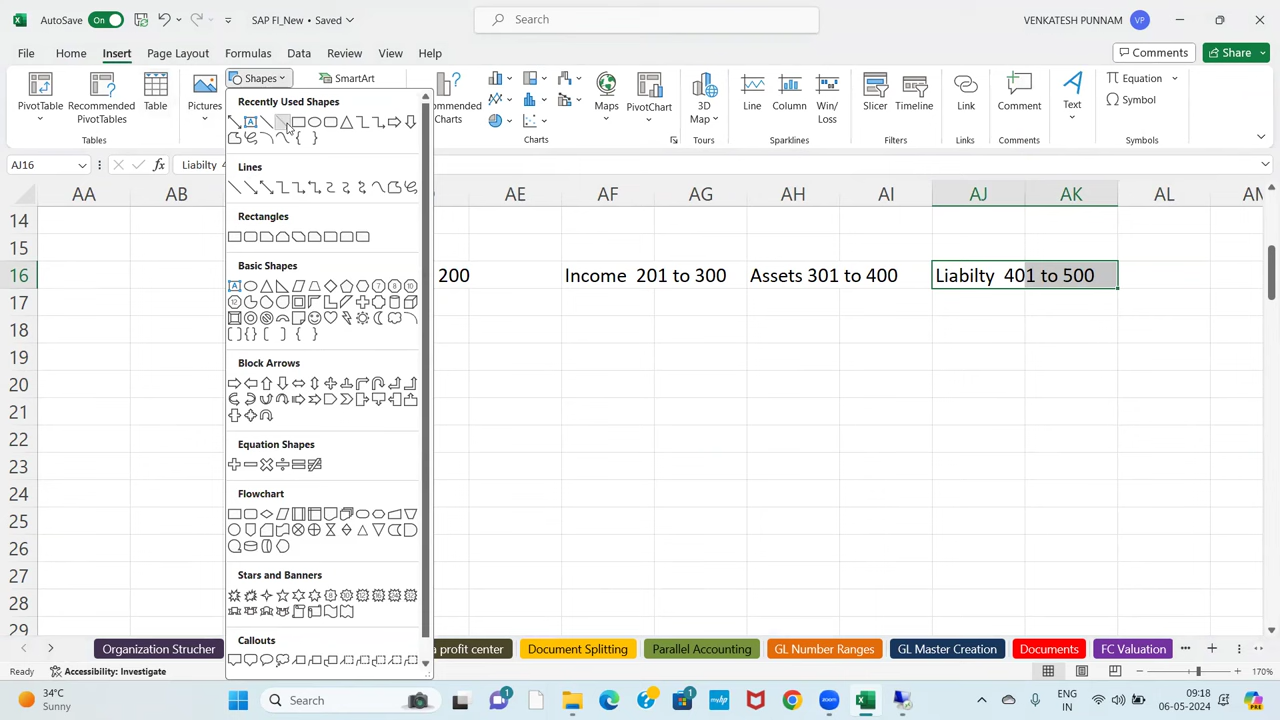 AutoSave On SAP FI_New • Saved Search VENKATESH PUNNAM VP
File Home Insert Page Layout Formulas Data Review View Help Comments Share
Shapes SmartArt Equation
PivotTable Recommended PivotTables Table Pictures ommended Charts Maps PivotChart 3D Map Line Column Win/Loss Slicer Timeline Link Comment Text Symbol
Tables Charts Tours Sparklines Filters Links Comments Symbols
AJ16 fx Liabilty 4
Recently Used Shapes
Lines
Rectangles
Basic Shapes
Block Arrows
Equation Shapes
Flowchart
Stars and Banners
Callouts
AA AB AE AF AG AH AI AJ AK AL AM
14
15
16 200 Income 201 to 300 Assets 301 to 400 Liabilty 401 to 500
17
18
19
20
21
22
23
24
25
26
27
28
29
Organization Strucher a profit center Document Splitting Parallel Accounting GL Number Ranges GL Master Creation Documents FC Valuation
Ready Accessibility: Investigate 170%
34°C Sunny Search ENG IN 09:18 06-05-2024